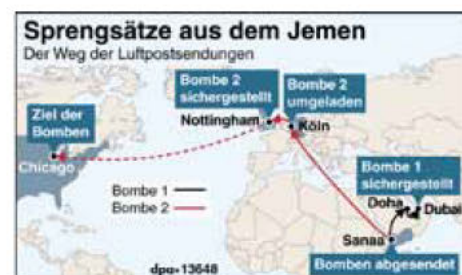 Sprengsätze aus dem Jemen
Der Weg der Luftpostsendungen
Bombe 2
sichergestellt
Bombe 2
umgeladen
Ziel der
Bomben
Nottingham
Köln
Chicago
Bombe 1
sichergestellt
Bombe 1
Bombe 2
Doha
Dubai
Sanaa
Bomben abgesendet
dpa•13648